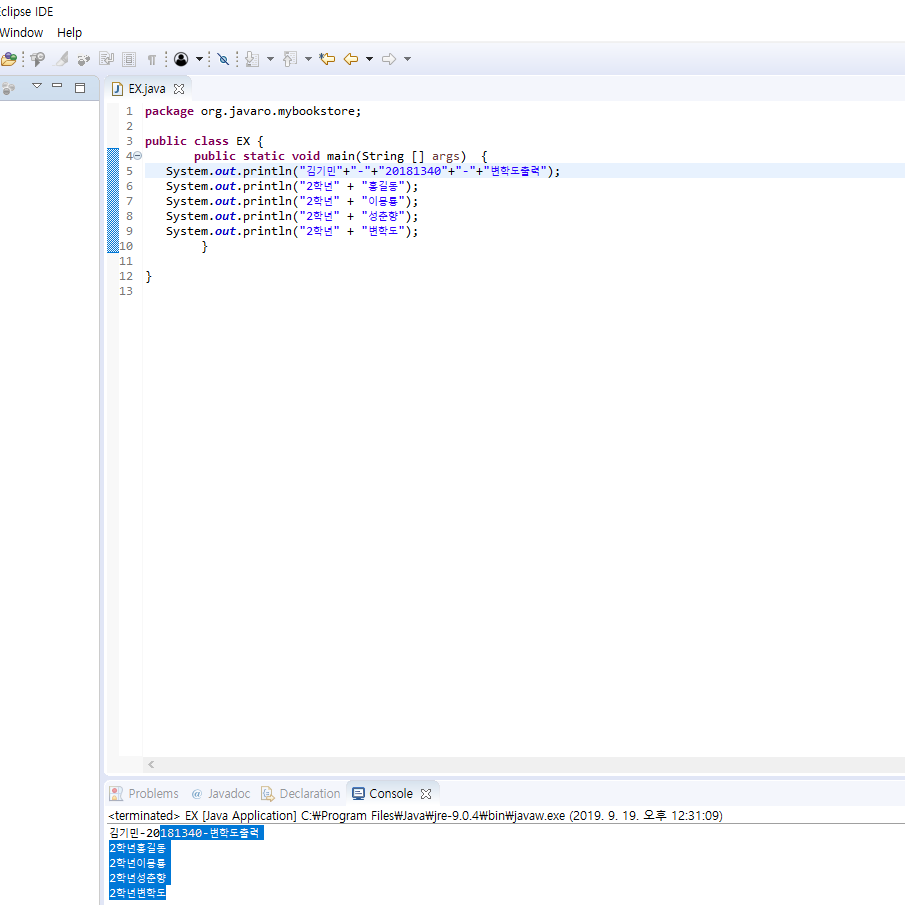 Eclipse IDE
Window Help
EX.java
1 package org.javaro.mybookstore;
2
3 public class EX {
4 public static void main(String [] args) {
5 System.out.println("김기민"+"-"+"20181340"+"-"+"변학도출력");
6 System.out.println("2학년" + "홍길동");
7 System.out.println("2학년" + "이몽룡");
8 System.out.println("2학년" + "성춘향");
9 System.out.println("2학년" + "변학도");
10 }
11
12 }
13
Problems @ Javadoc Declaration Console
<terminated> EX [Java Application] C:₩Program Files₩Java₩jre-9.0.4₩bin₩javaw.exe (2019. 9. 19. 오후 12:31:09)
김기민-20181340-변학도출력
2학년홍길동
2학년이몽룡
2학년성춘향
2학년변학도